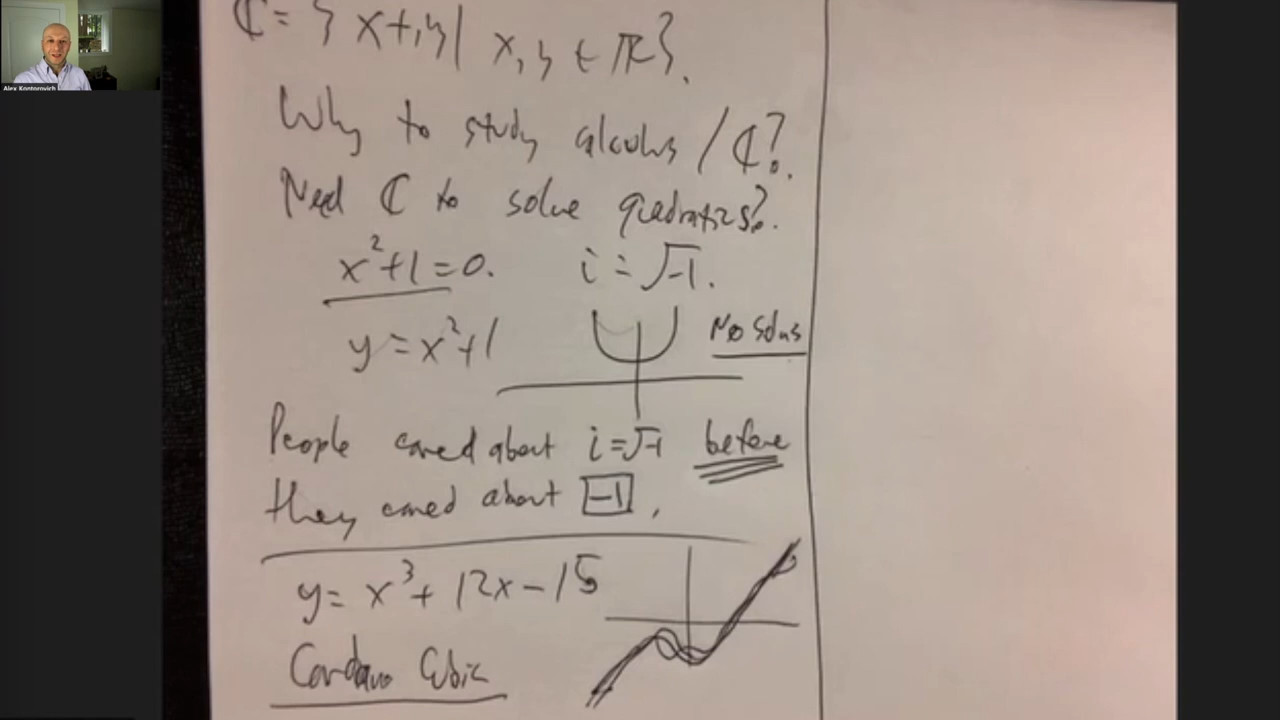 Alex Kontorovich
ℂ = { x+iy | x, y ∈ ℝ }.
Why to study calculus / ℂ?.
Need ℂ to solve quadratics?.
x²+1=0. i = √-1.
y = x²+1 No Solns
People cared about i=√-1 before
they cared about -1,
y = x³ + 12x - 15
Cardano Cubic